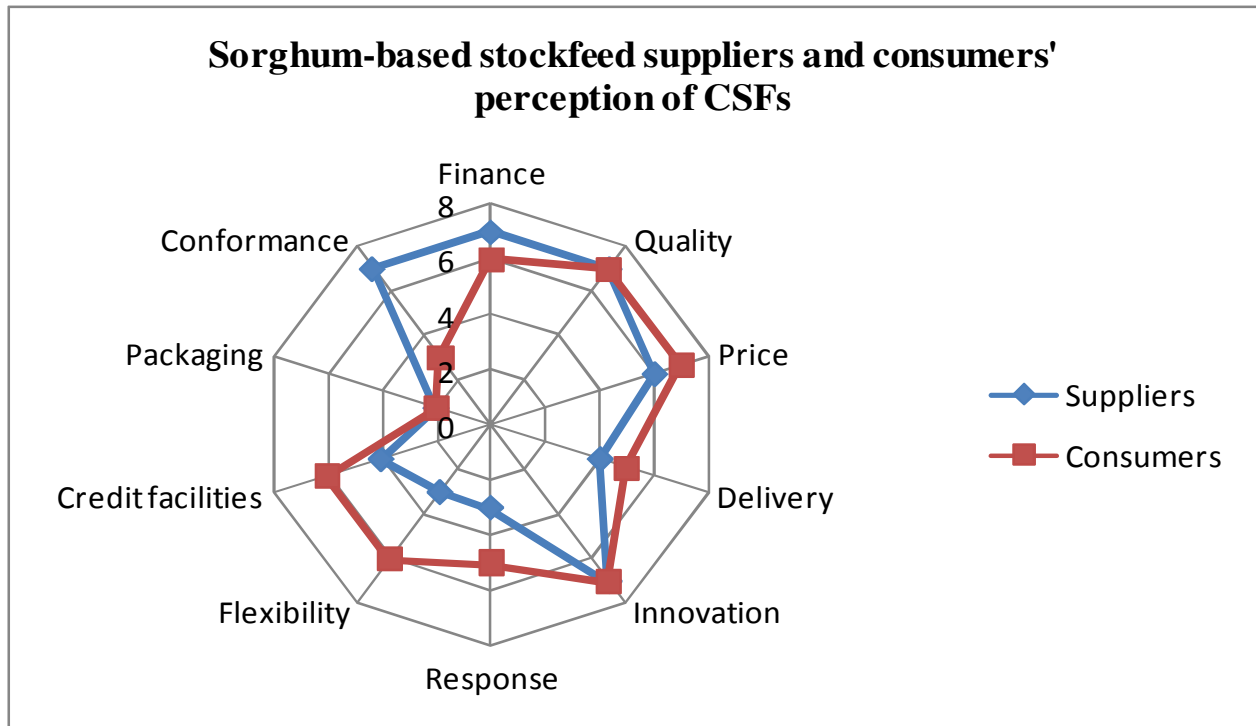 Sorghum-based stockfeed suppliers and consumers'
perception of CSFs
Finance
Quality
Price
Delivery
Innovation
Response
Flexibility
Credit facilities
Packaging
Conformance
8
6
4
2
0
Suppliers
Consumers